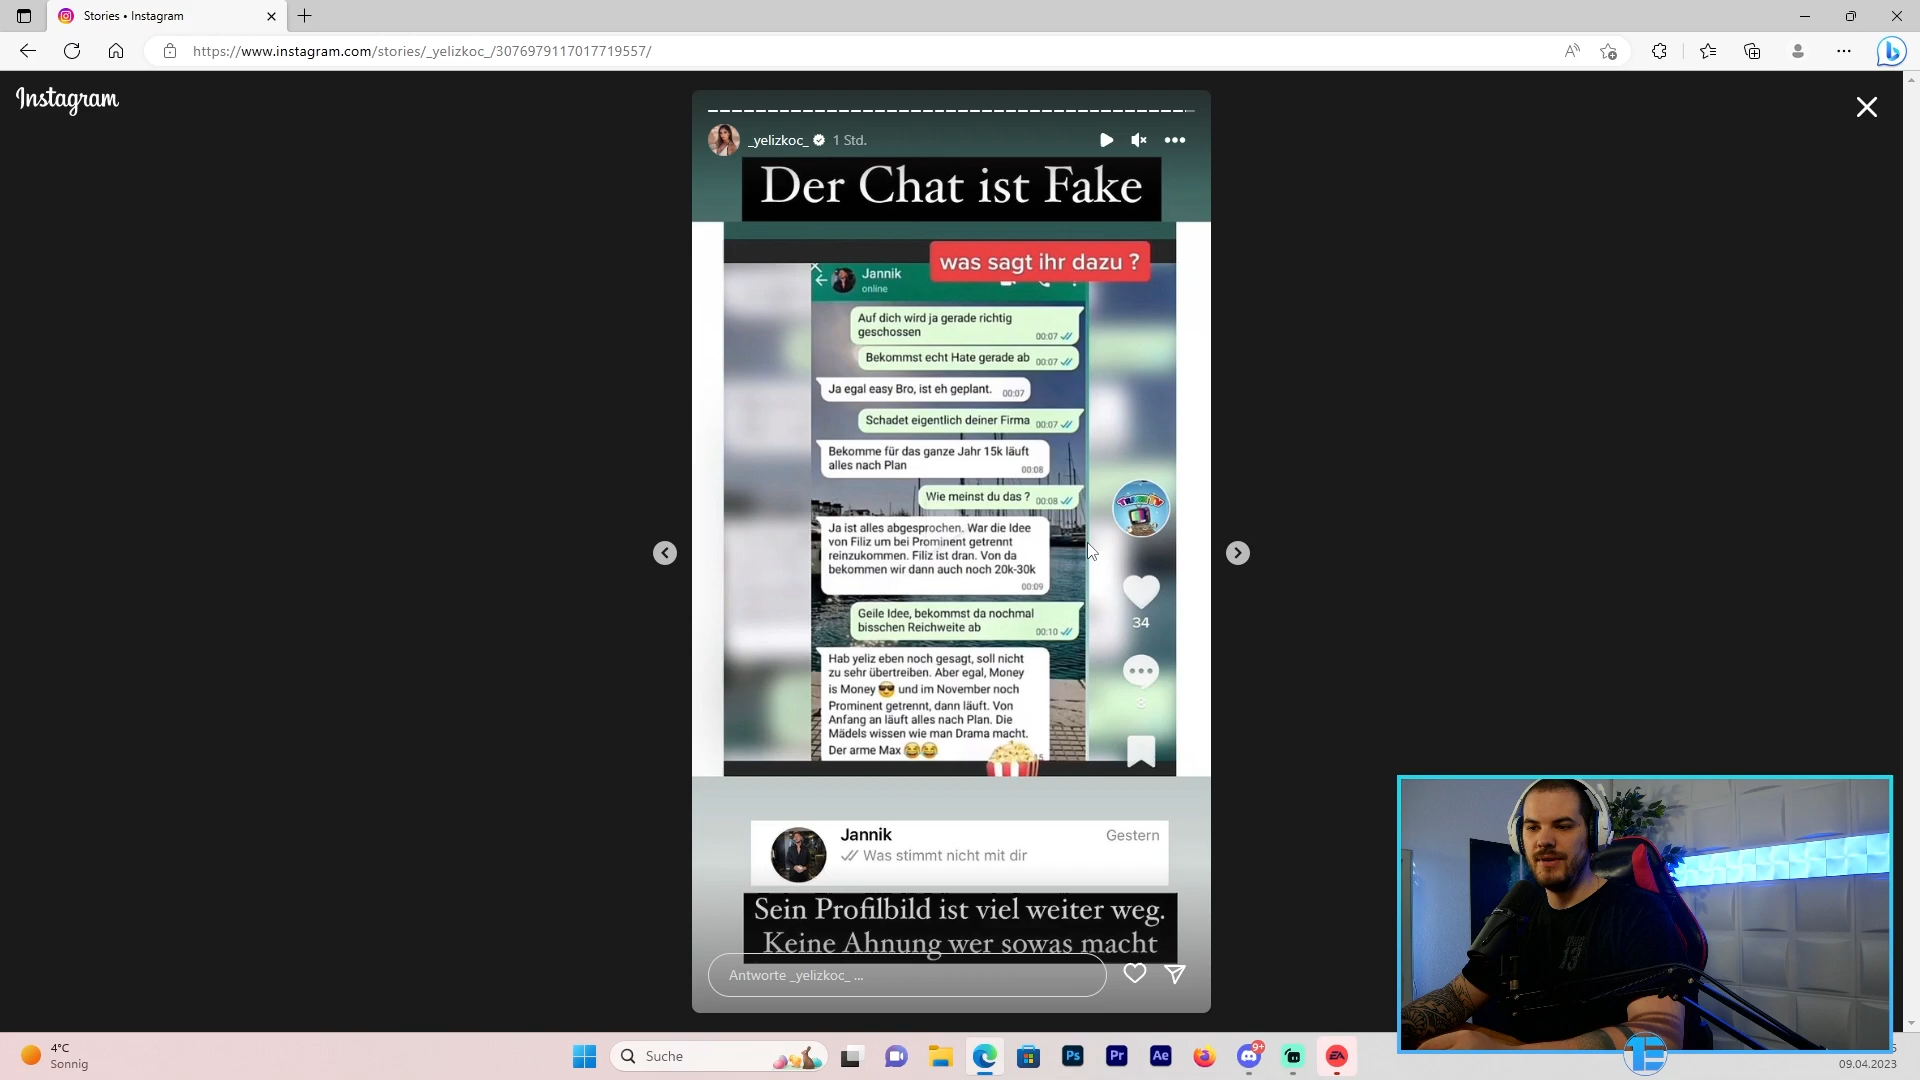 Stories • Instagram
https://www.instagram.com/stories/_yelizkoc_/3076979117017719557/
Instagram
_yelizkoc_ 1 Std.
Der Chat ist Fake
was sagt ihr dazu ?
Jannik
online
Auf dich wird ja gerade richtig
geschossen
00:07
Bekommst echt Hate gerade ab 00:07
Ja egal easy Bro, ist eh geplant. 00:07
Schadet eigentlich deiner Firma 00:07
Bekomme für das ganze Jahr 15k läuft
alles nach Plan
00:08
Wie meinst du das ? 00:08
Ja ist alles abgesprochen. War die Idee
von Filiz um bei Prominent getrennt
reinzukommen. Filiz ist dran. Von da
bekommen wir dann auch noch 20k-30k
00:09
Geile Idee, bekommst da nochmal
bisschen Reichweite ab
00:10
Hab yeliz eben noch gesagt, soll nicht
zu sehr übertreiben. Aber egal, Money
is Money 😎 und im November noch
Prominent getrennt, dann läuft. Von
Anfang an läuft alles nach Plan. Die
Mädels wissen wie man Drama macht.
Der arme Max 😂😂
34
8
Jannik
Gestern
Was stimmt nicht mit dir
Sein Profilbild ist viel weiter weg.
Keine Ahnung wer sowas macht
Antworte _yelizkoc_ ...
4°C
Sonnig
Suche
Ps
Pr
Ae
9+
EA
09.04.2023